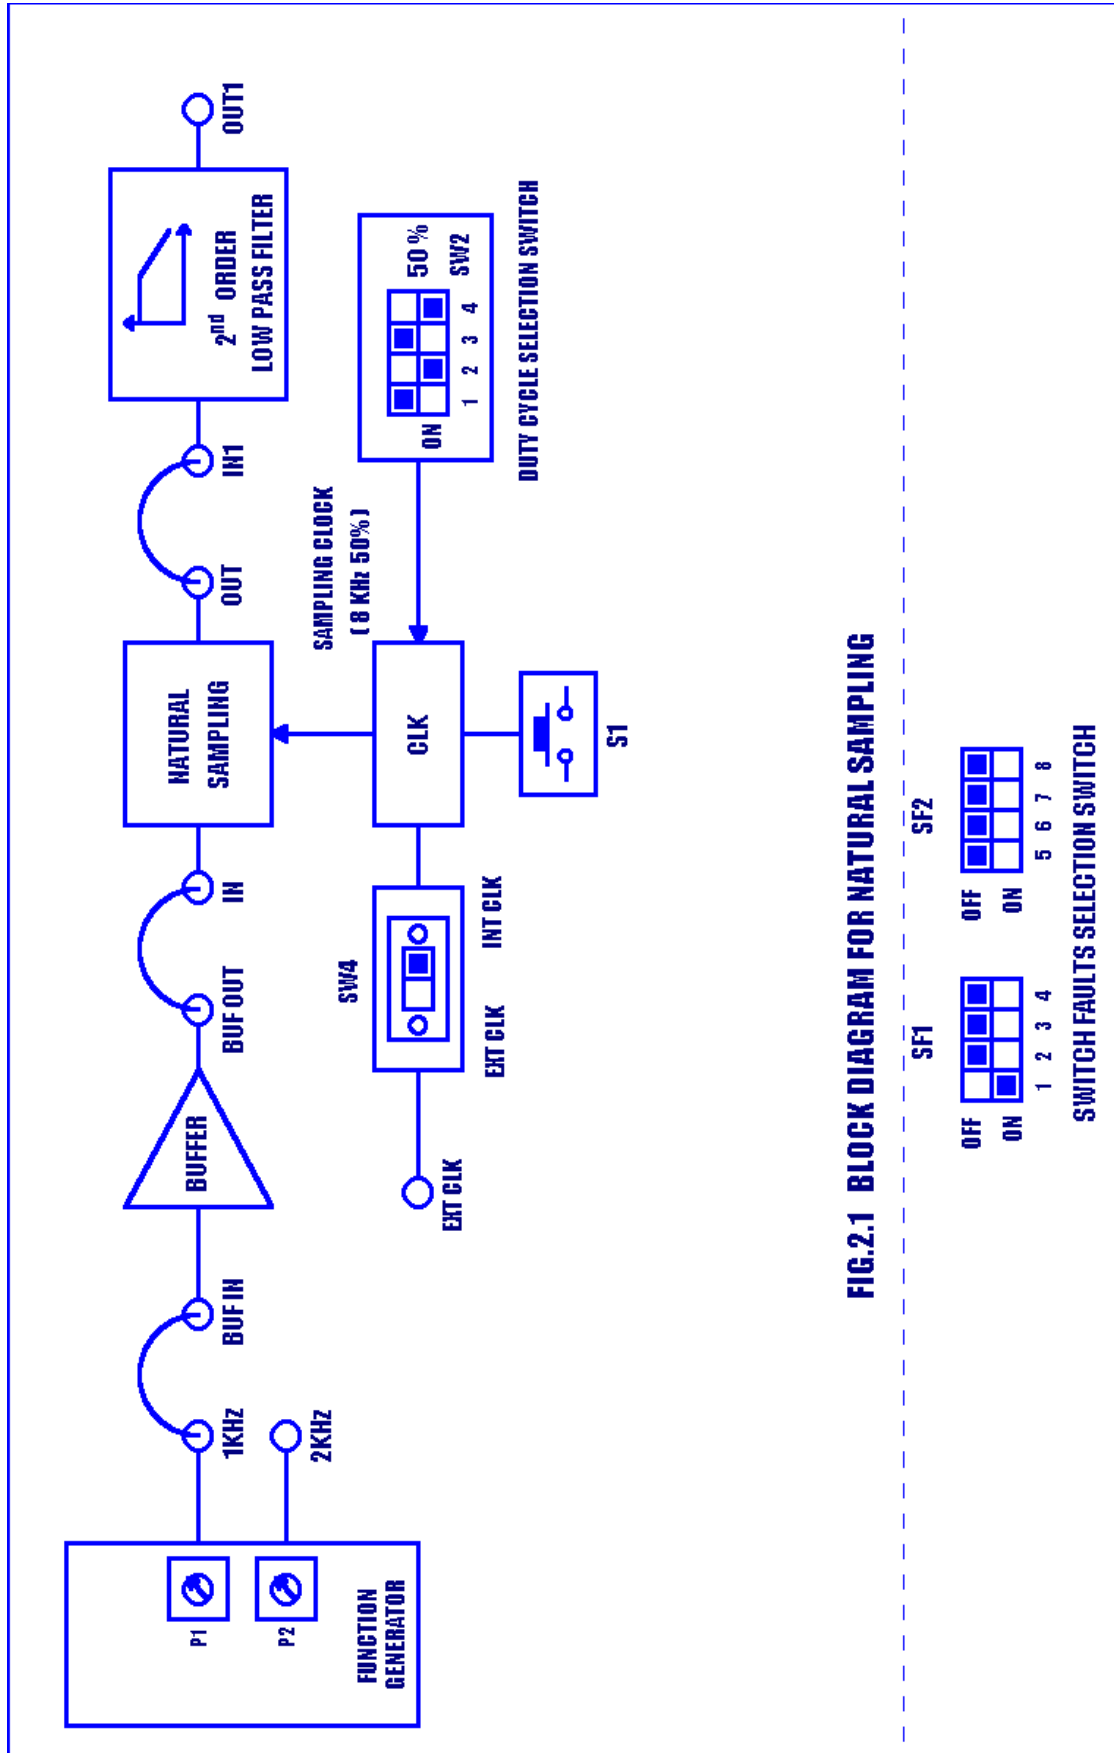 FUNCTION
GENERATOR
P1
P2
1KHz
2KHz
BUF IN
BUFFER
BUF OUT
IN
NATURAL
SAMPLING
OUT
IN1
2nd ORDER
LOW PASS FILTER
OUT1
EXT CLK
SW4
EXT CLK
INT CLK
CLK
S1
SAMPLING CLOCK
( 8 KHz 50%)
ON
50 %
SW2
1 2 3 4
DUTY CYCLE SELECTION SWITCH
FIG.2.1 BLOCK DIAGRAM FOR NATURAL SAMPLING
SF1
OFF
ON
1 2 3 4
SF2
OFF
ON
5 6 7 8
SWITCH FAULTS SELECTION SWITCH